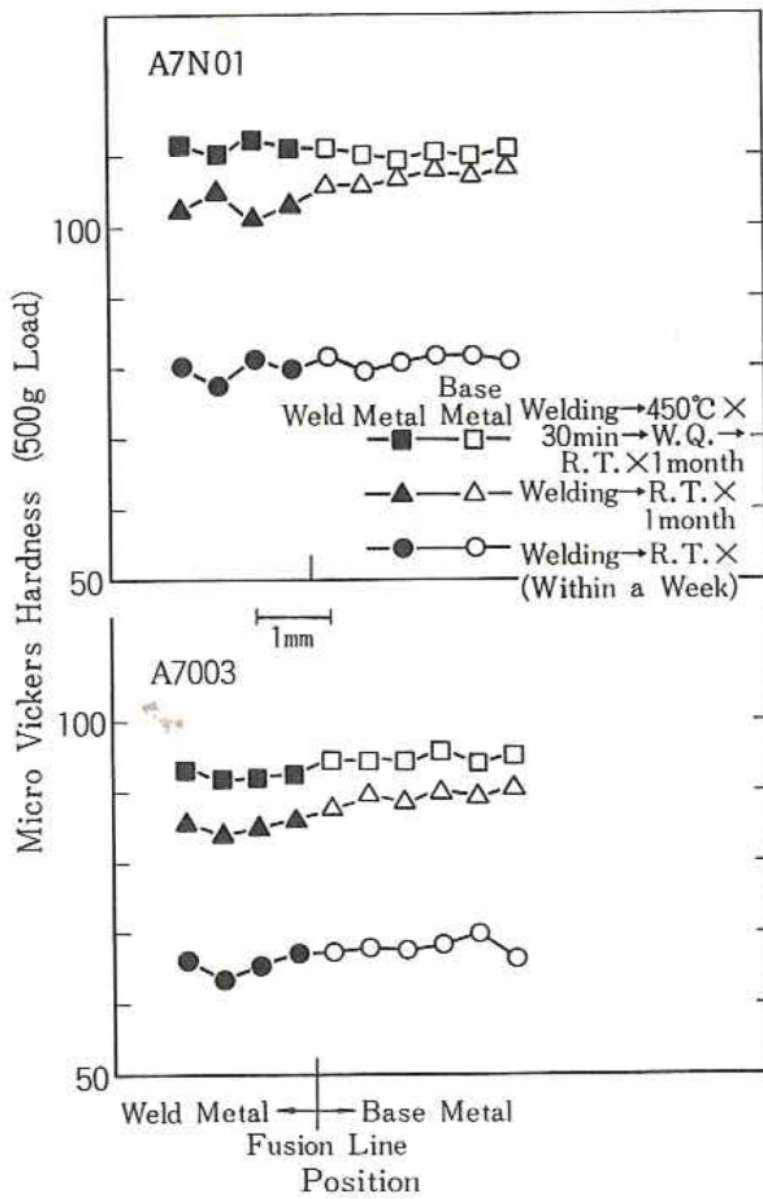 A7N01
100
Base
Weld Metal Metal Welding→450℃×
30min→W.Q.→
R.T.×1month
Welding→R.T.×
1month
Welding→R.T.×
(Within a Week)
50
1mm
A7003
100
50
Micro Vickers Hardness (500g Load)
Weld Metal Base Metal
Fusion Line
Position